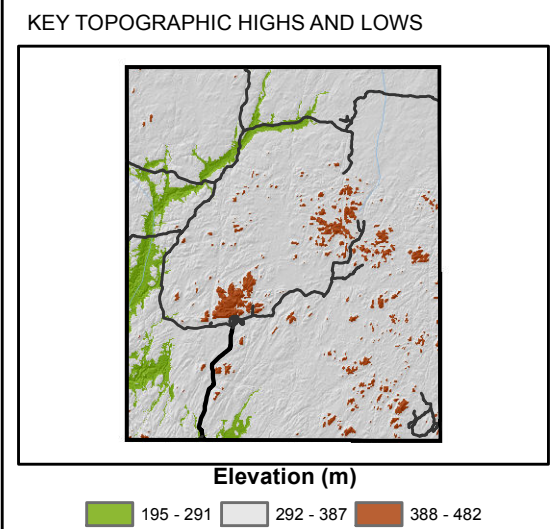 KEY TOPOGRAPHIC HIGHS AND LOWS
Elevation (m)
195 - 291 292 - 387 388 - 482